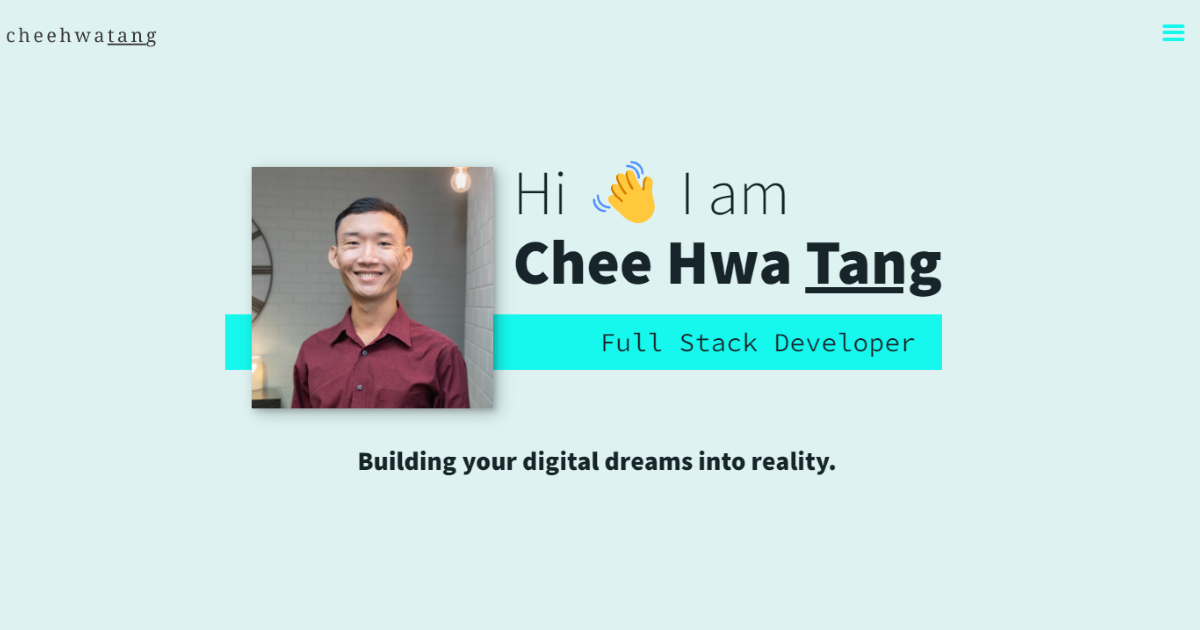 cheehwatang
Hi 👋 I am
Chee Hwa Tang
Full Stack Developer
Building your digital dreams into reality.